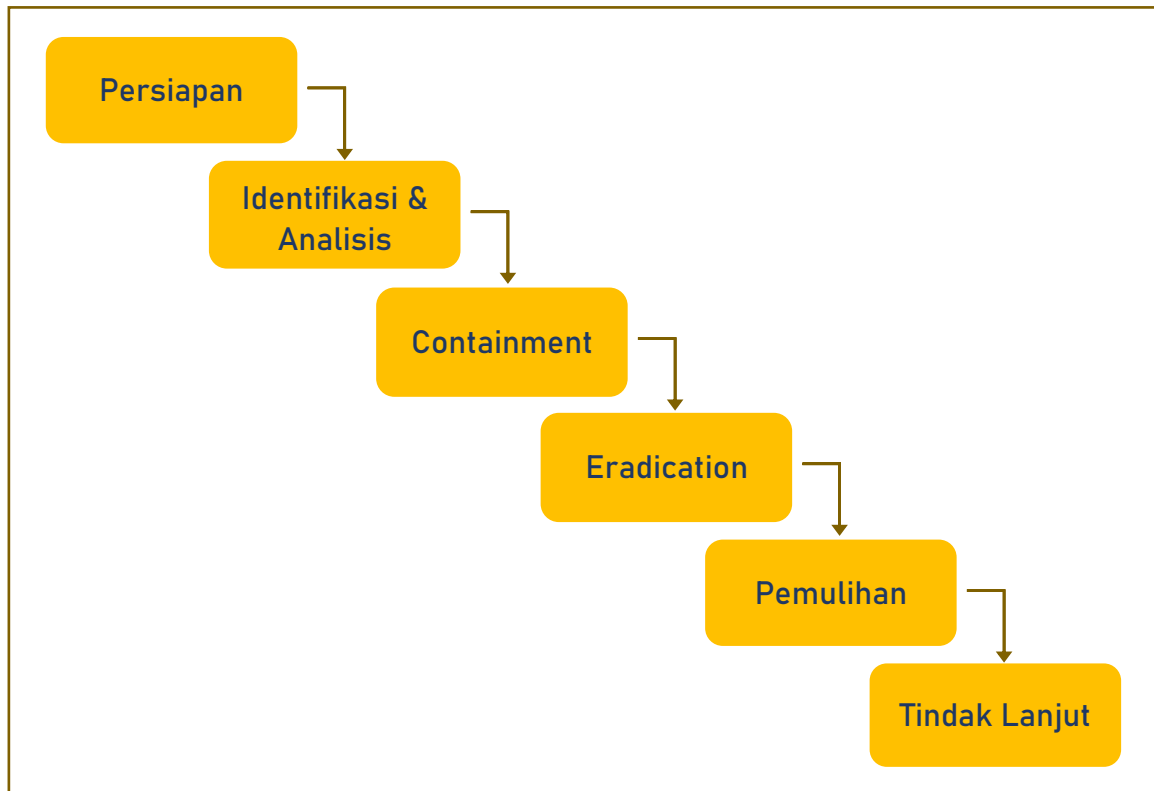 Persiapan
Identifikasi &
Analisis
Containment
Eradication
Pemulihan
Tindak Lanjut